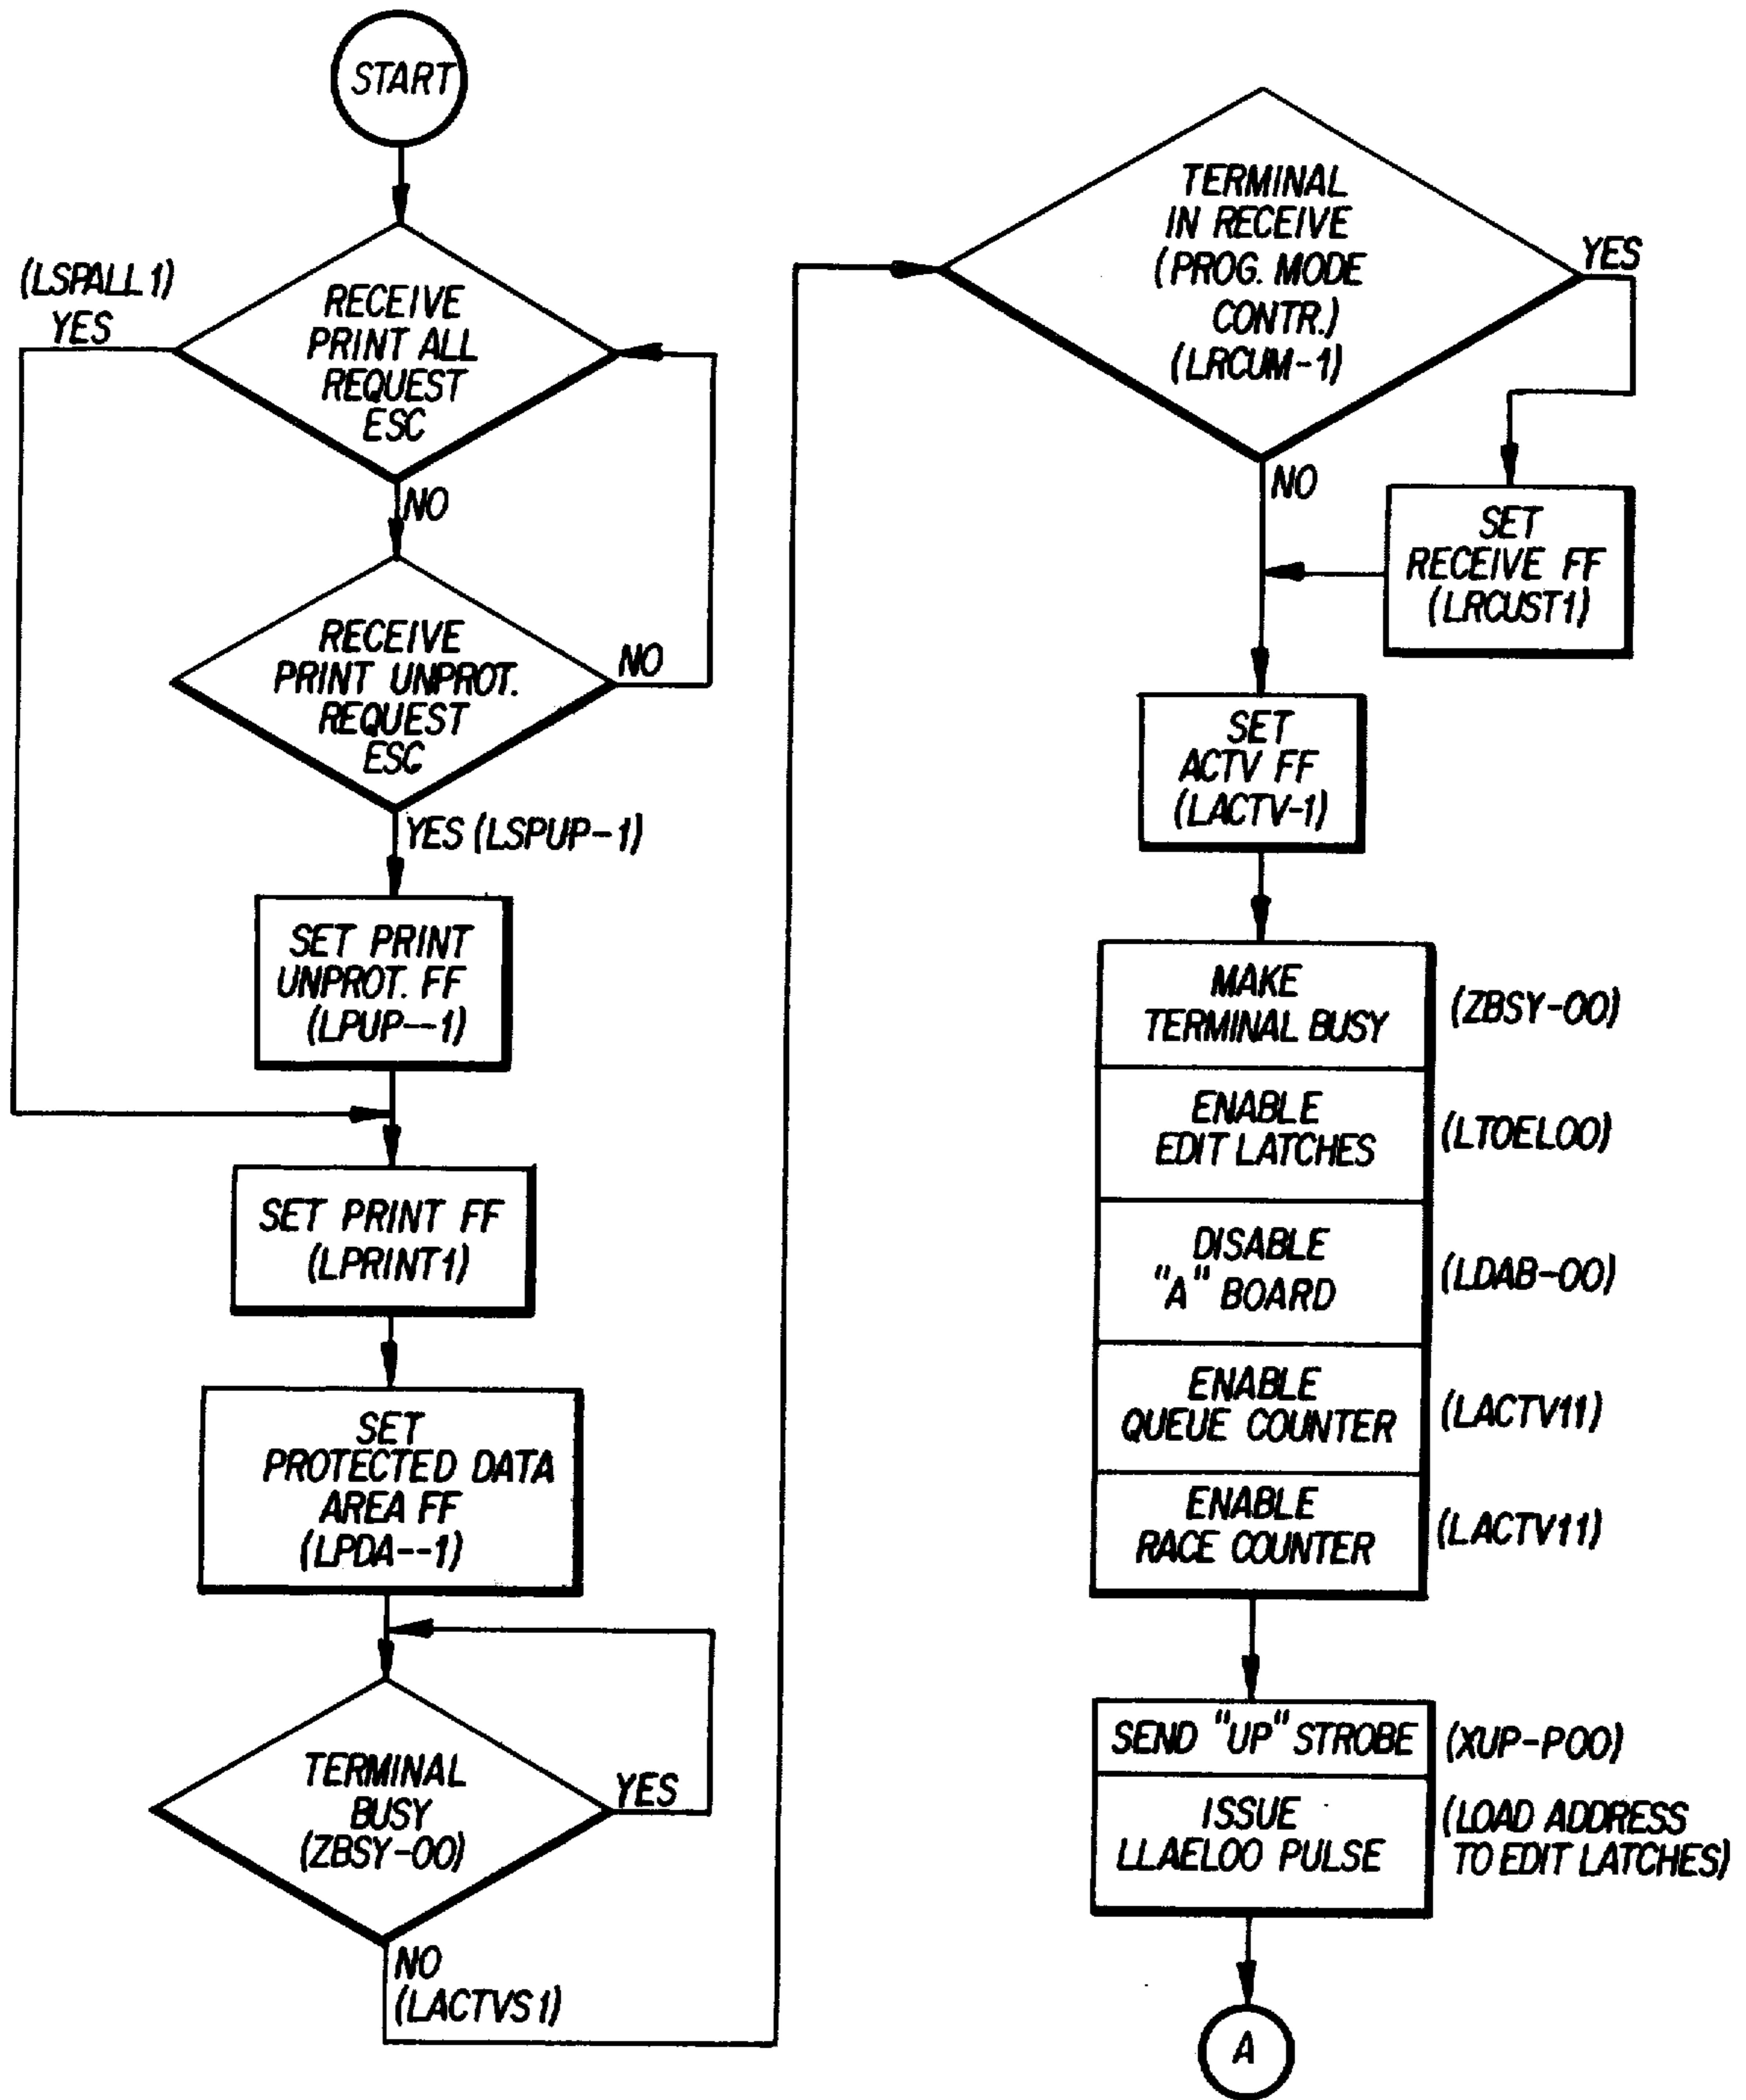 START
(LSPALL1)
YES
RECEIVE
PRINT ALL
REQUEST
ESC
NO
RECEIVE
PRINT UNPROT.
REQUEST
ESC
NO
YES (LSPUP-1)
SET PRINT
UNPROT. FF
(LPUP--1)
SET PRINT FF
(LPRINT1)
SET
PROTECTED DATA
AREA FF
(LPDA--1)
TERMINAL
BUSY
(ZBSY-00)
YES
NO
(LACTVS1)
TERMINAL
IN RECEIVE
(PROG. MODE
CONTR.)
(LRCUM-1)
YES
NO
SET
RECEIVE FF
(LRCUST1)
SET
ACTV FF
(LACTV-1)
MAKE
TERMINAL BUSY
(ZBSY-00)
ENABLE
EDIT LATCHES
(LTOEL00)
DISABLE
"A" BOARD
(LDAB-00)
ENABLE
QUEUE COUNTER
(LACTV11)
ENABLE
RACE COUNTER
(LACTV11)
SEND "UP" STROBE
(XUP-P00)
ISSUE
LLAEL00 PULSE
(LOAD ADDRESS
TO EDIT LATCHES)
A